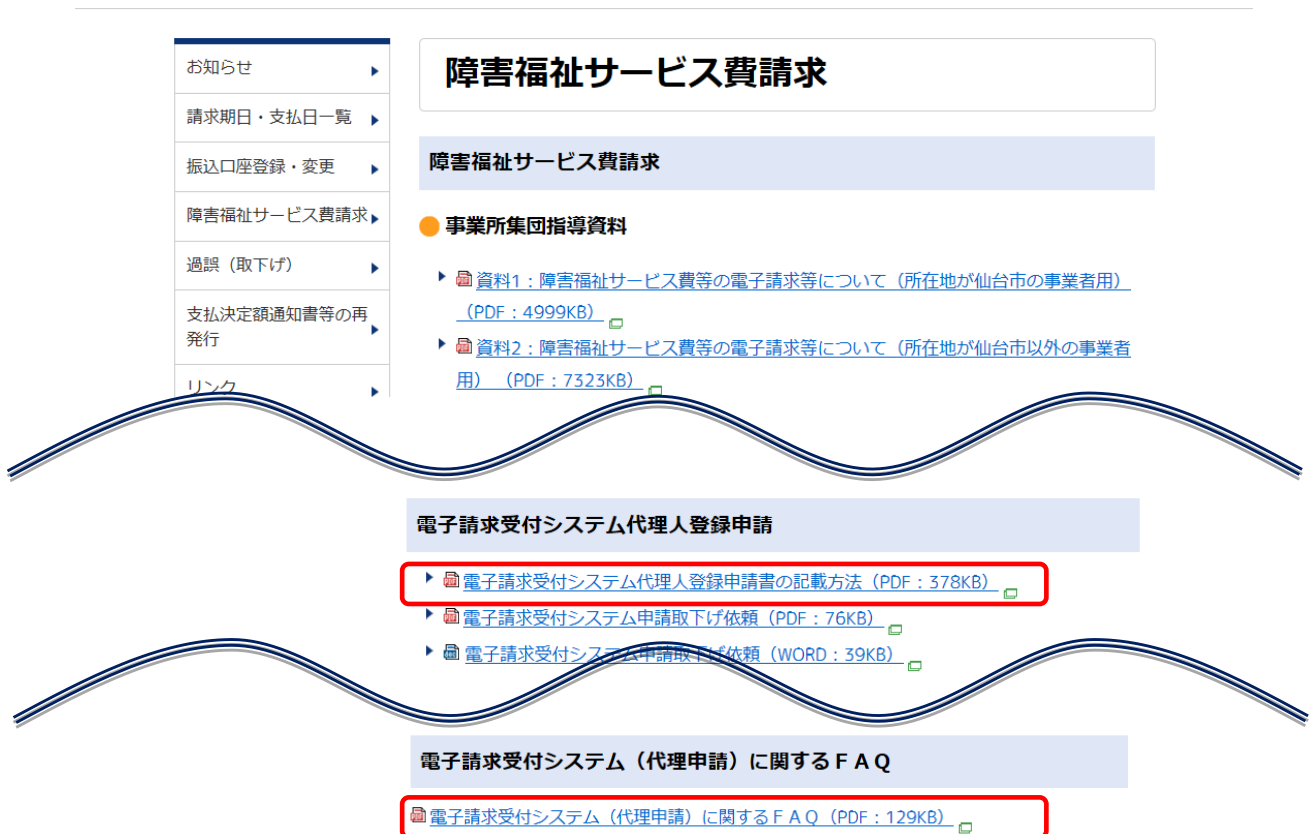 お知らせ
請求期日・支払日一覧
振込口座登録・変更
障害福祉サービス費請求
過誤（取下げ）
支払決定額通知書等の再
発行
リンク
障害福祉サービス費請求
障害福祉サービス費請求
事業所集団指導資料
資料1：障害福祉サービス費等の電子請求等について（所在地が仙台市の事業者用）
（PDF：4999KB）
資料2：障害福祉サービス費等の電子請求等について（所在地が仙台市以外の事業者
用）　（PDF：7323KB）
電子請求受付システム代理人登録申請
電子請求受付システム代理人登録申請書の記載方法（PDF：378KB）
電子請求受付システム申請取下げ依頼（PDF：76KB）
電子請求受付システム申請取下げ依頼（WORD：39KB）
電子請求受付システム（代理申請）に関するＦＡＱ
電子請求受付システム（代理申請）に関するＦＡＱ（PDF：129KB）